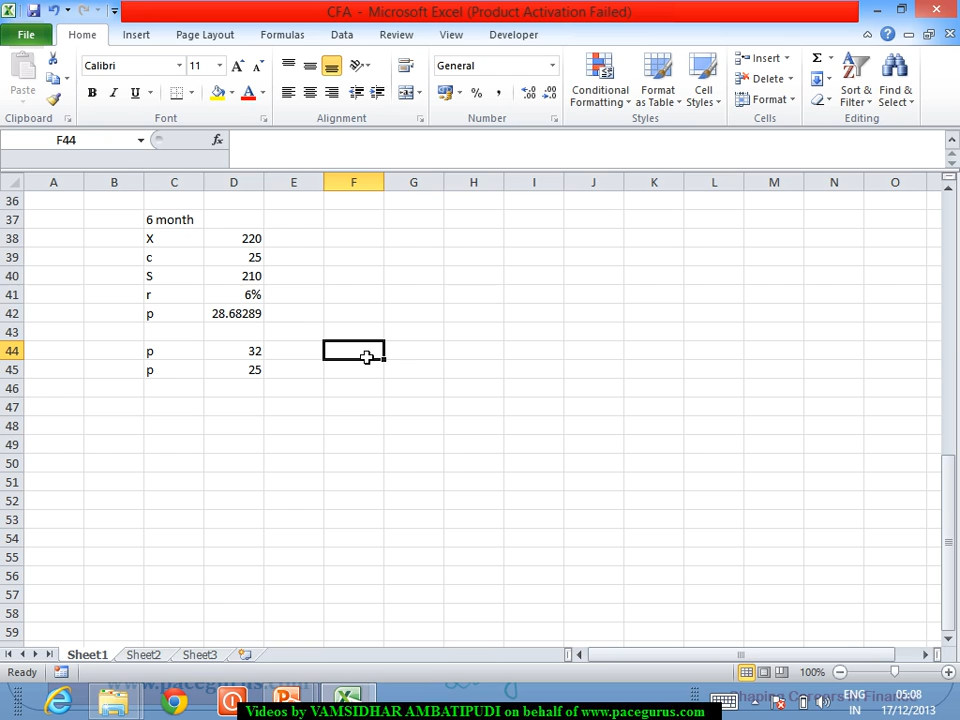 CFA - Microsoft Excel (Product Activation Failed)
File Home Insert Page Layout Formulas Data Review View Developer
Paste Calibri 11 General Conditional Formatting Format as Table Cell Styles Insert Delete Format Sort & Filter Find & Select
Clipboard Font Alignment Number Styles Cells Editing
F44 fx
A B C D E F G H I J K L M N O
36
37 6 month
38 X 220
39 c 25
40 S 210
41 r 6%
42 p 28.68289
43
44 p 32
45 p 25
46
47
48
49
50
51
52
53
54
55
56
57
58
59
Sheet1 Sheet2 Sheet3
Ready 100%
www.pacegurus.com Shaping Careers in Finance
ENG 05:08
IN 17/12/2013
Videos by VAMSIDHAR AMBATIPUDI on behalf of www.pacegurus.com